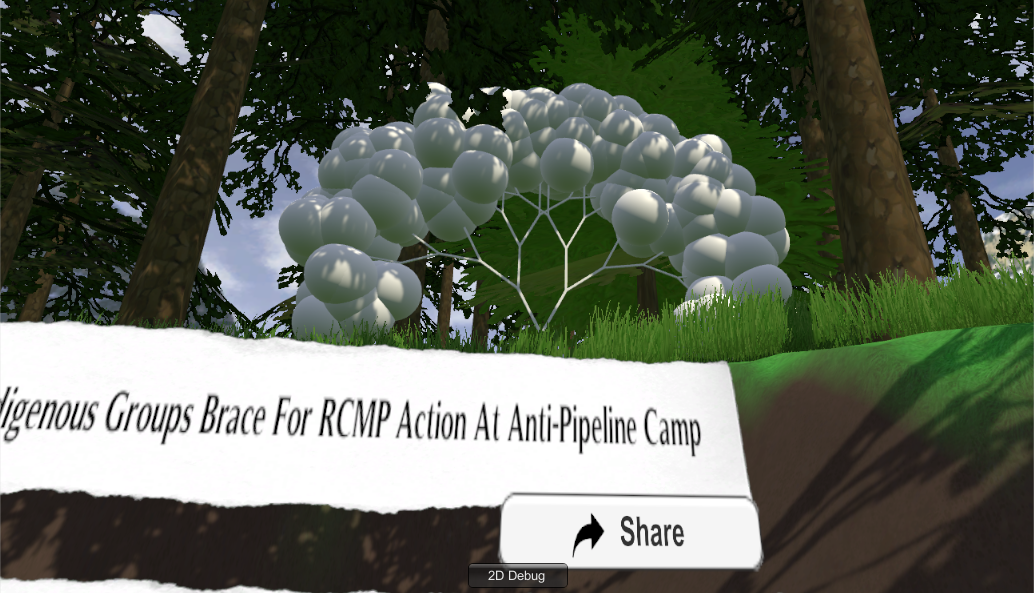 digenous Groups Brace For RCMP Action At Anti-Pipeline Camp
Share
2D Debug